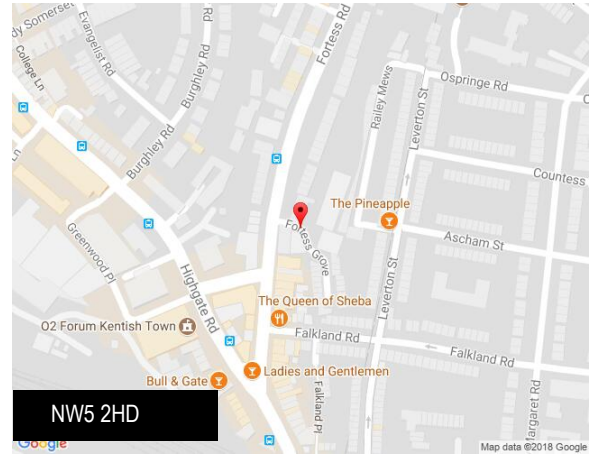 dy Somerset
Rd
Evangelist Rd
College Ln
Burghley Rd
Fortess Rd
Ospringe Rd
Railey Mews
Leverton St
Burghley Rd
Countess
The Pineapple
Fortess Grove
Ascham St
Greenwood Pl
Highgate Rd
The Queen of Sheba
Leverton St
O2 Forum Kentish Town
Falkland Rd
Falkland Rd
Ladies and Gentlemen
Bull & Gate
Falkland Pl
Margaret Rd
NW5 2HD
Google
Map data ©2018 Google